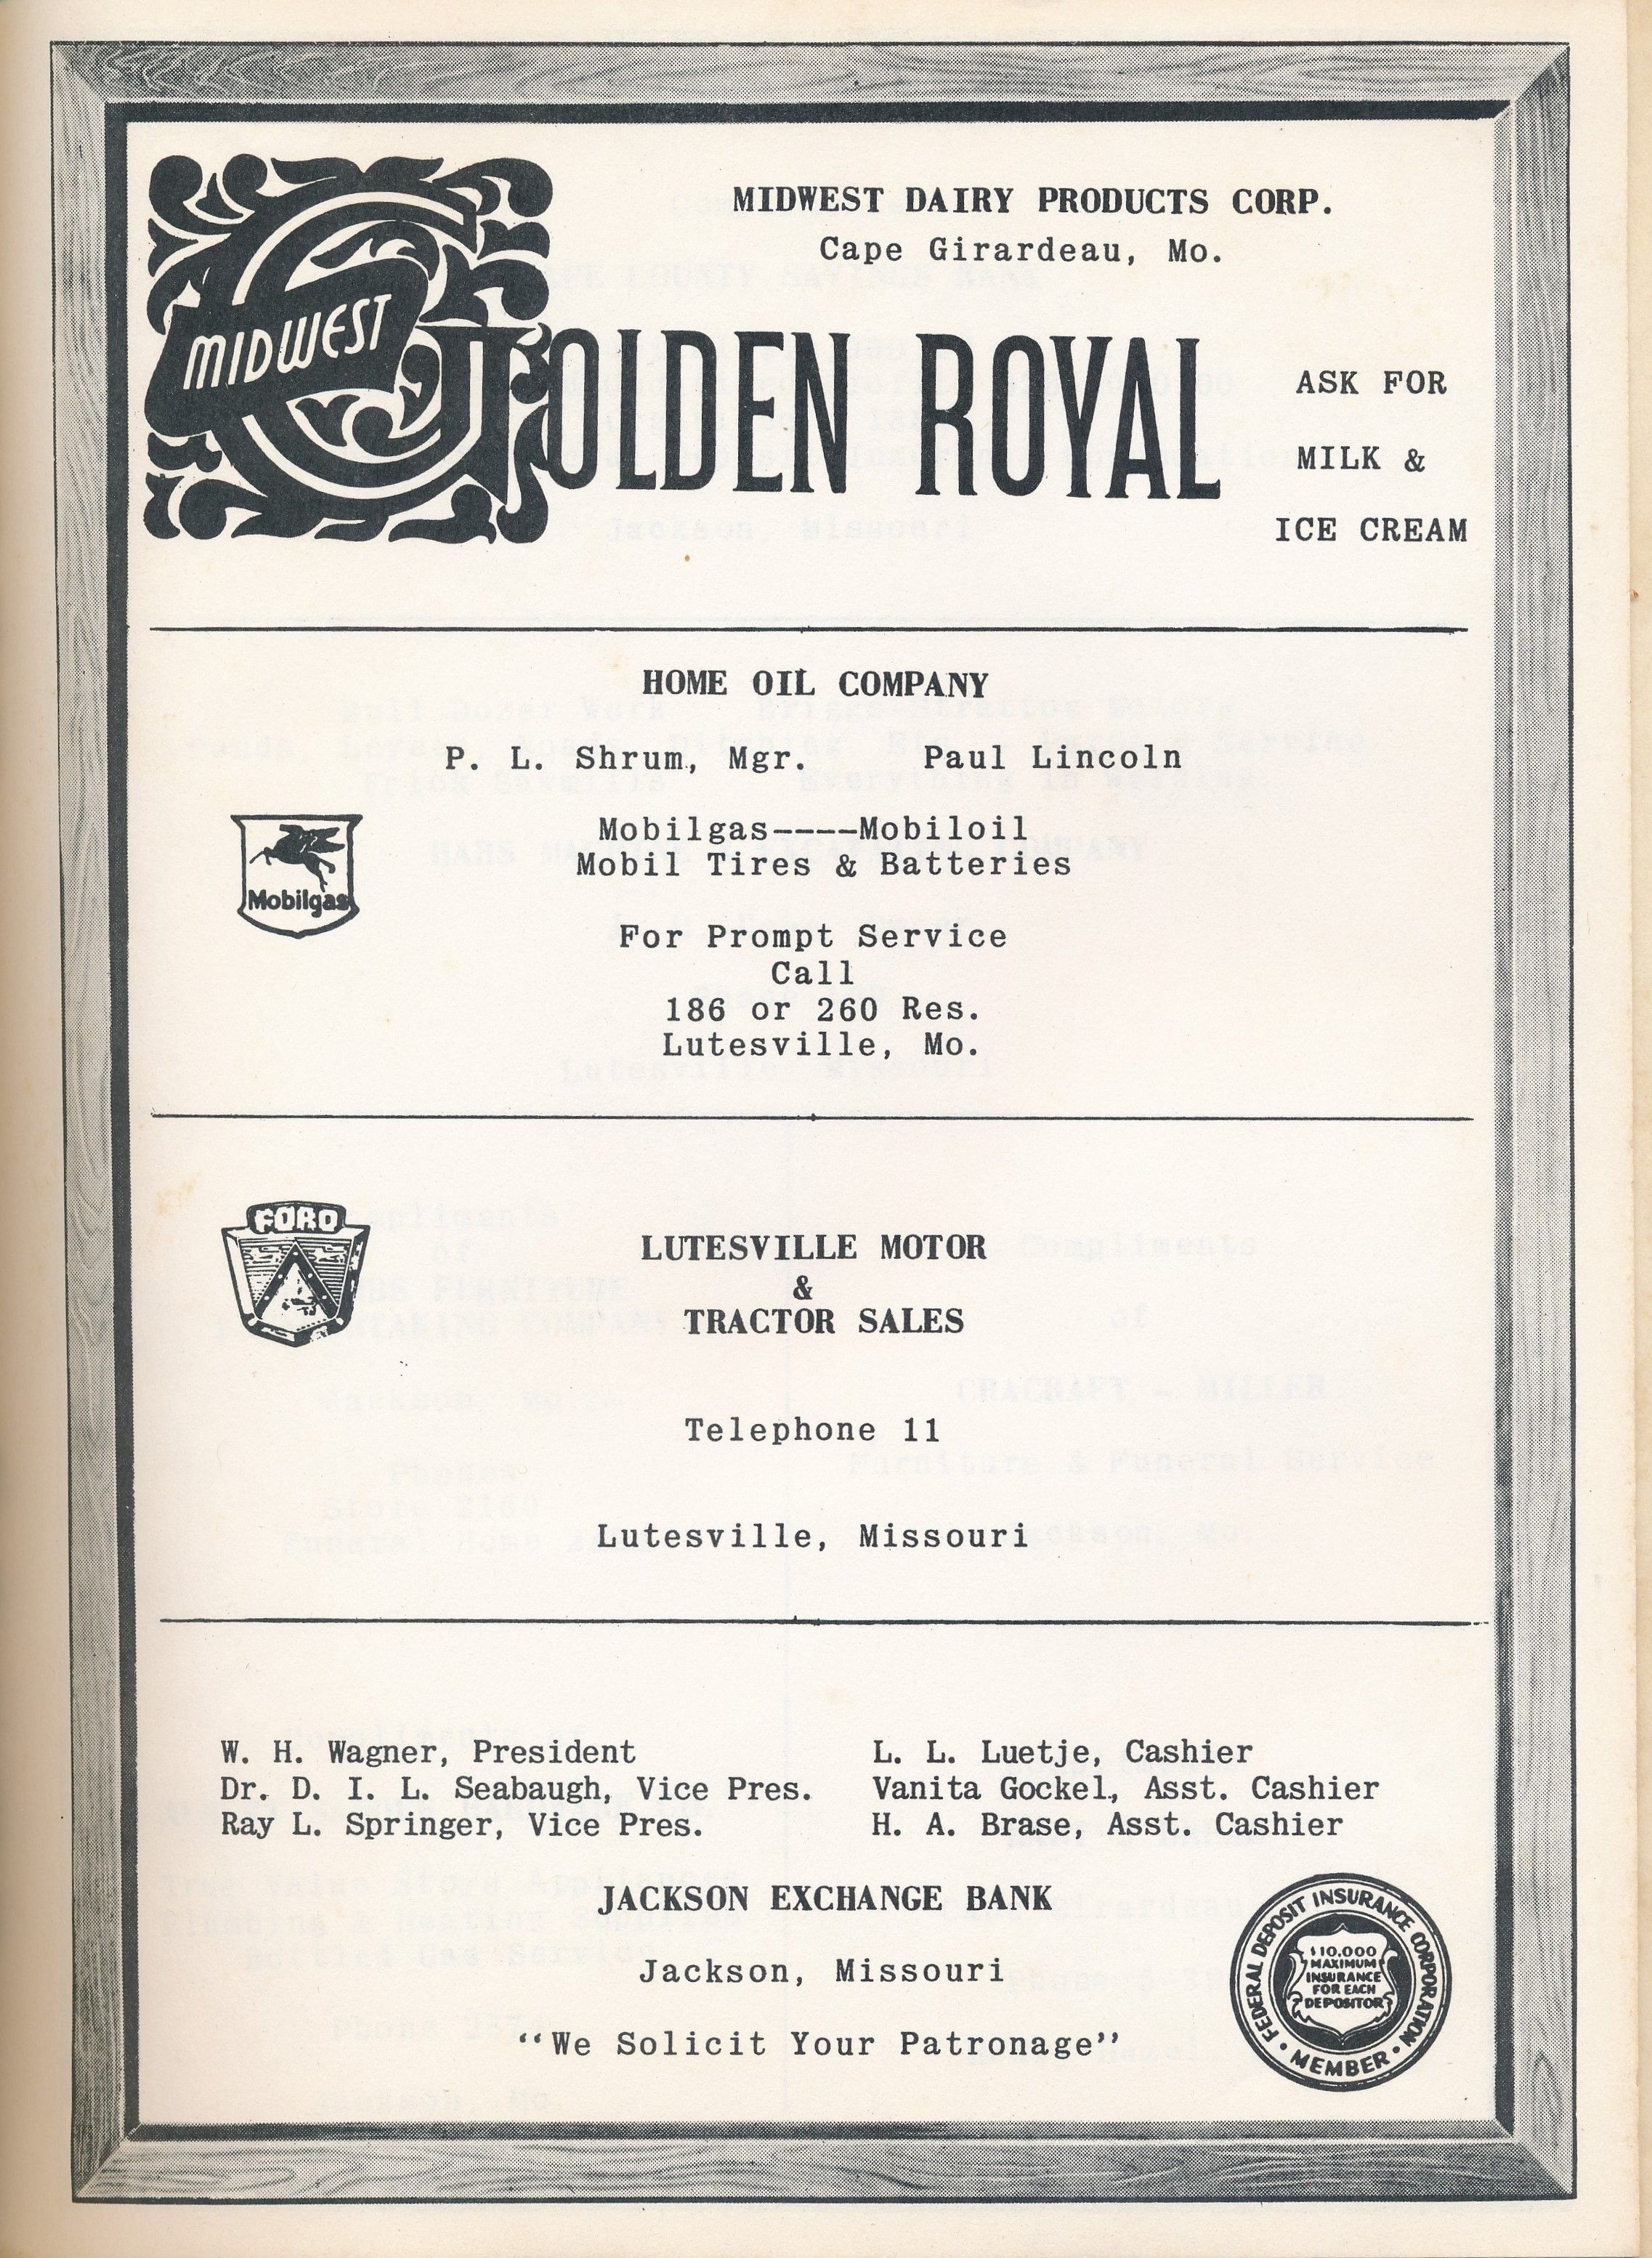 MIDWEST DAIRY PRODUCTS CORP.
Cape Girardeau, Mo.
MIDWEST
GOLDEN ROYAL
ASK FOR
MILK &
ICE CREAM
HOME OIL COMPANY
P. L. Shrum, Mgr. Paul Lincoln
Mobilgas----Mobiloil
Mobil Tires & Batteries
Mobilgas
For Prompt Service
Call
186 or 260 Res.
Lutesville, Mo.
FORD
LUTESVILLE MOTOR
&
TRACTOR SALES
Telephone 11
Lutesville, Missouri
W. H. Wagner, President
Dr. D. I. L. Seabaugh, Vice Pres.
Ray L. Springer, Vice Pres.
L. L. Luetje, Cashier
Vanita Gockel, Asst. Cashier
H. A. Brase, Asst. Cashier
JACKSON EXCHANGE BANK
Jackson, Missouri
“We Solicit Your Patronage”
FEDERAL DEPOSIT INSURANCE CORPORATION
$10,000
MAXIMUM
INSURANCE
FOR EACH
DEPOSITOR
• MEMBER •